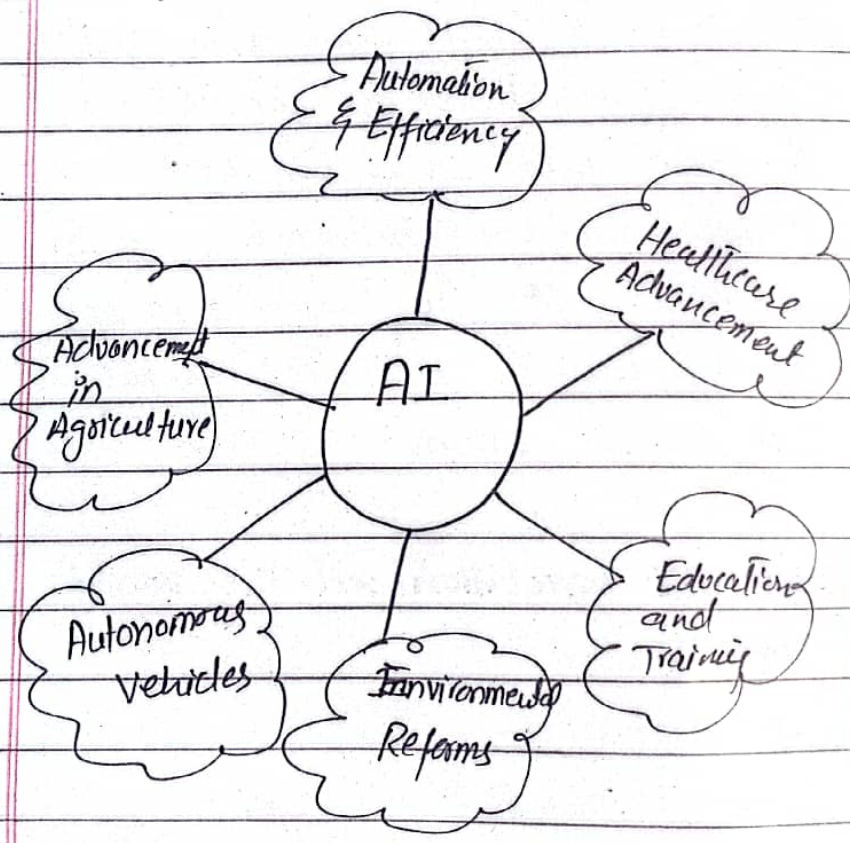 Automation
& Efficiency
Healthcare
Advancement
AI
Advancement
in
Agriculture
Education
and
Training
Autonomous
Vehicles
Environmental
Reforms